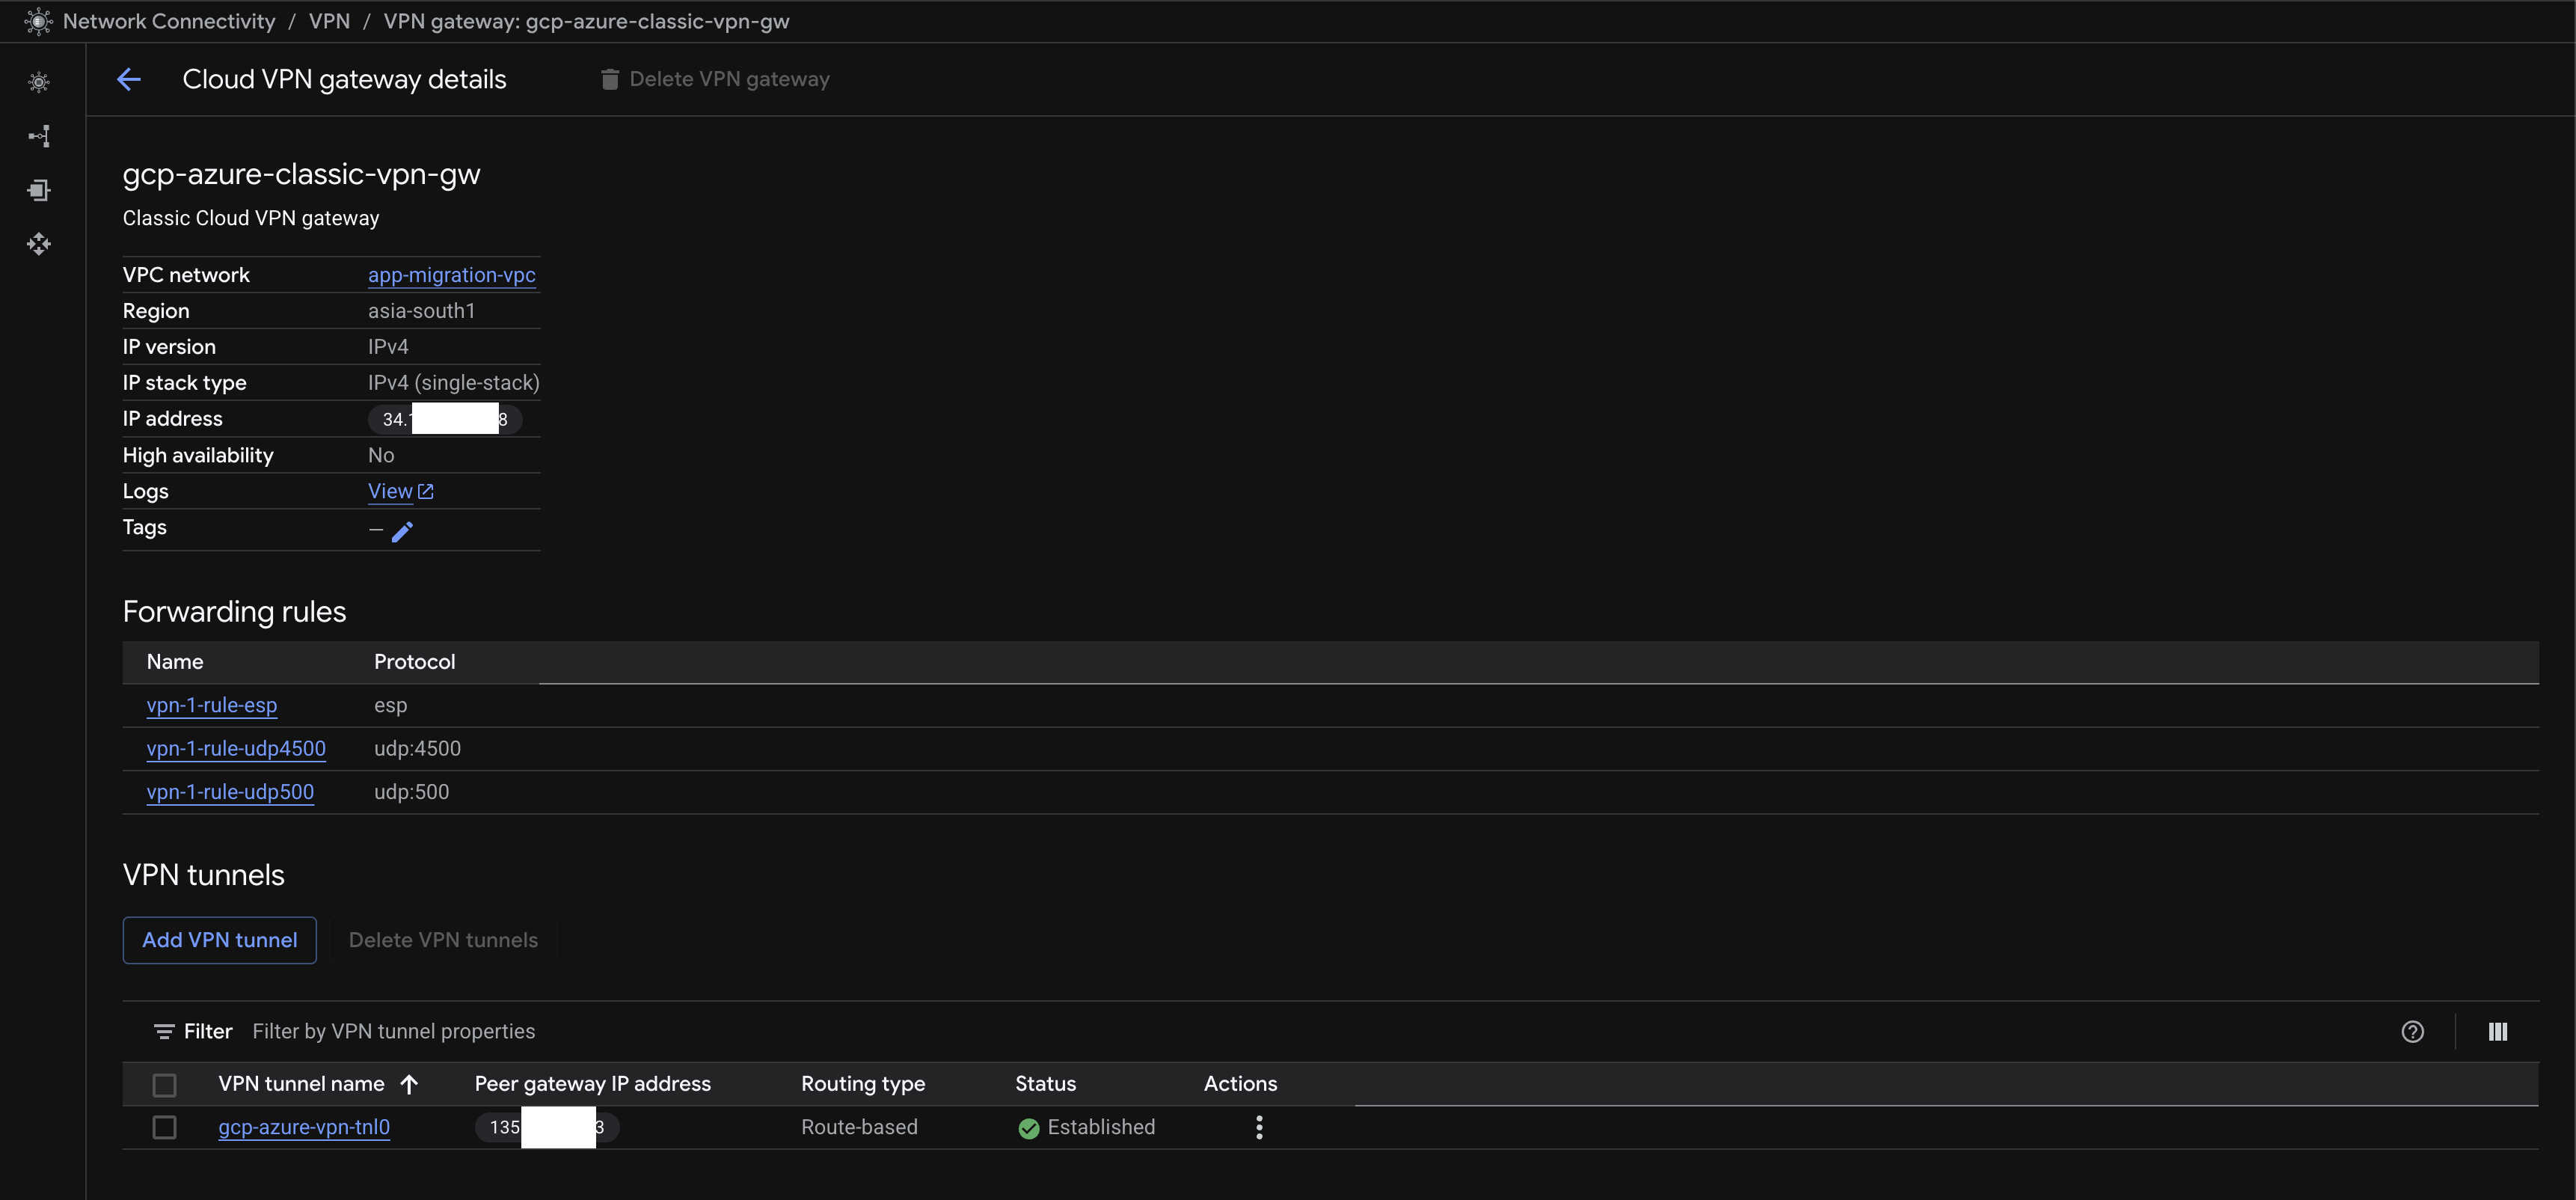 Network Connectivity / VPN / VPN gateway: gcp-azure-classic-vpn-gw
Cloud VPN gateway details Delete VPN gateway
gcp-azure-classic-vpn-gw
Classic Cloud VPN gateway
VPC network app-migration-vpc
Region asia-south1
IP version IPv4
IP stack type IPv4 (single-stack)
IP address 34. 8
High availability No
Logs View
Tags —
Forwarding rules
Name Protocol
vpn-1-rule-esp esp
vpn-1-rule-udp4500 udp:4500
vpn-1-rule-udp500 udp:500
VPN tunnels
Add VPN tunnel Delete VPN tunnels
Filter Filter by VPN tunnel properties
VPN tunnel name Peer gateway IP address Routing type Status Actions
gcp-azure-vpn-tnl0 135 3 Route-based Established